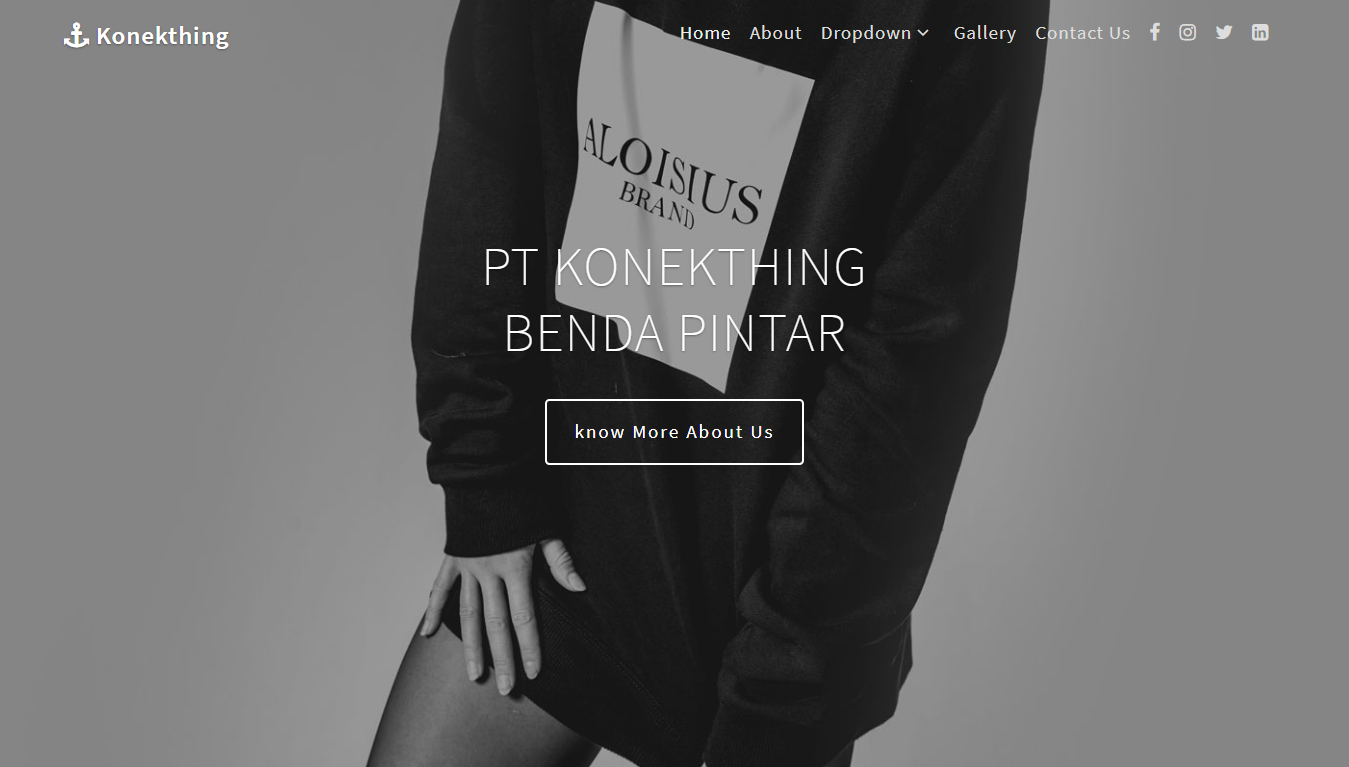 Konekthing
Home About Dropdown Gallery Contact Us
ALOISIUS
BRAND
PT KONEKTHING
BENDA PINTAR
know More About Us